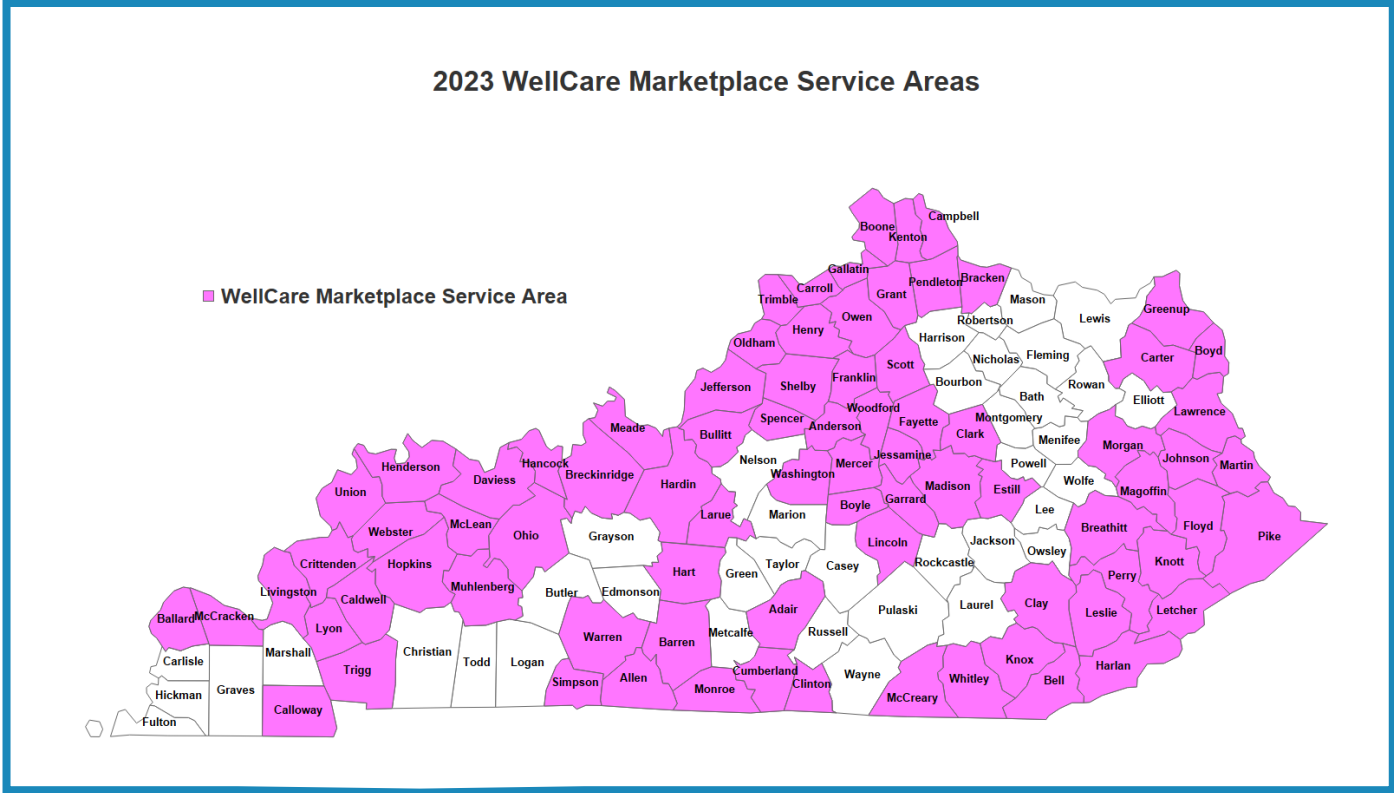 2023 WellCare Marketplace Service Areas
WellCare Marketplace Service Area
Campbell
Boone
Kenton
Gallatin
Bracken
Pendleton
Carroll
Grant
Trimble
Mason
Greenup
Owen
Lewis
Robertson
Henry
Harrison
Oldham
Boyd
Fleming
Carter
Nicholas
Scott
Franklin
Bourbon
Rowan
Jefferson
Shelby
Bath
Elliott
Woodford
Lawrence
Spencer
Montgomery
Fayette
Anderson
Meade
Bullitt
Clark
Menifee
Morgan
Jessamine
Johnson
Nelson
Hancock
Mercer
Powell
Martin
Henderson
Breckinridge
Washington
Daviess
Wolfe
Hardin
Madison
Estill
Magoffin
Union
Garrard
Boyle
Lee
Larue
Marion
McLean
Floyd
Breathitt
Webster
Ohio
Grayson
Pike
Lincoln
Jackson
Owsley
Rockcastle
Knott
Crittenden
Hopkins
Taylor
Casey
Hart
Green
Perry
Muhlenberg
Livingston
Butler
Edmonson
Caldwell
Clay
Laurel
Adair
Pulaski
Letcher
Leslie
McCracken
Ballard
Lyon
Russell
Metcalfe
Warren
Barren
Marshall
Christian
Knox
Carlisle
Todd
Logan
Harlan
Trigg
Cumberland
Wayne
Allen
Whitley
Bell
Simpson
Clinton
Monroe
Graves
Hickman
McCreary
Calloway
Fulton